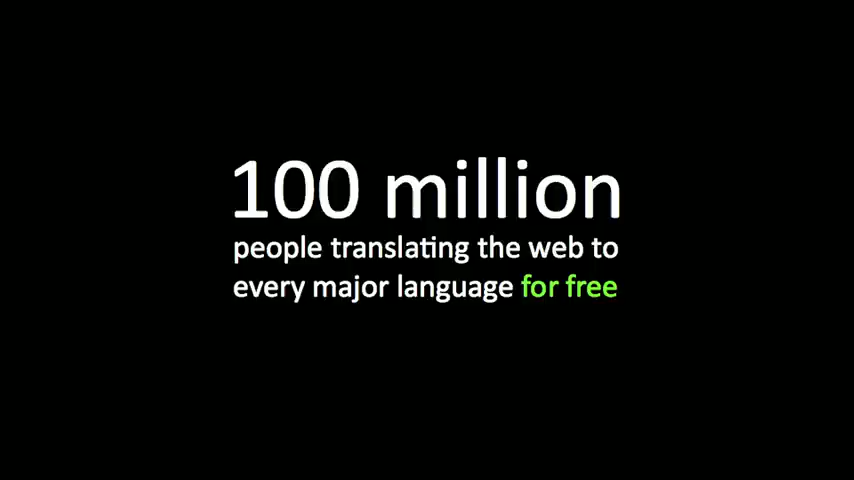 100 million
people translating the web to
every major language for free